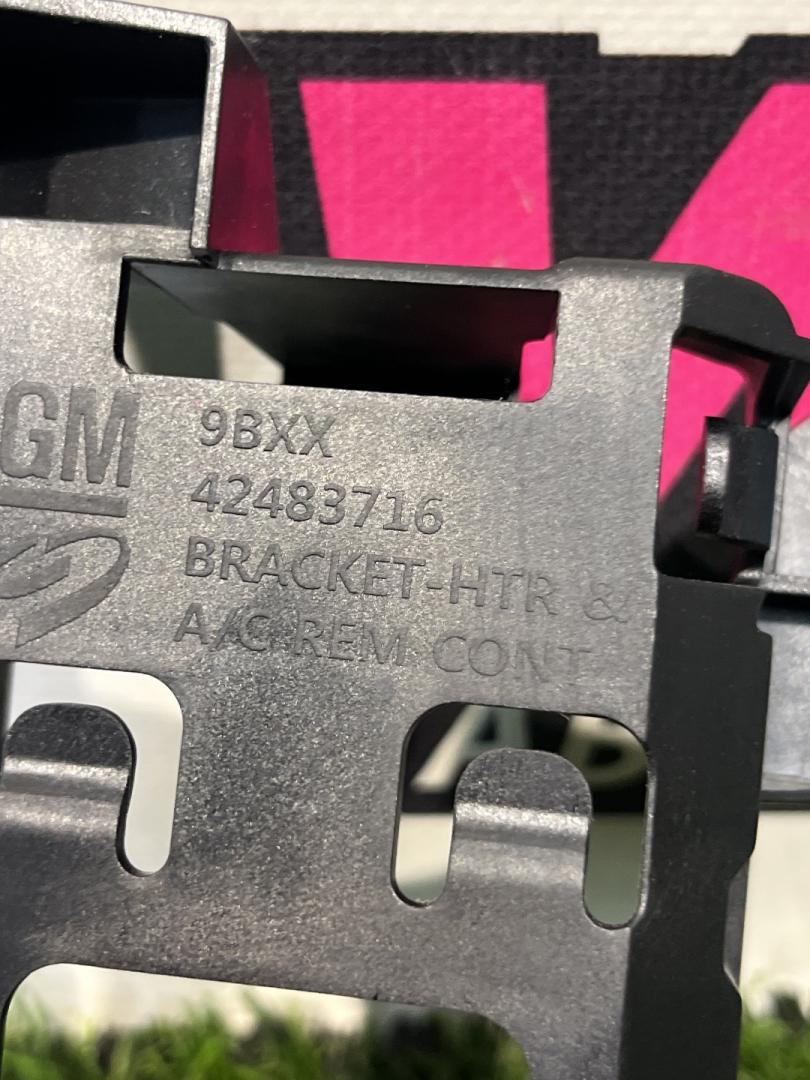 GM
9BXX
42483716
BRACKET-HTR &
A/C REM CONT